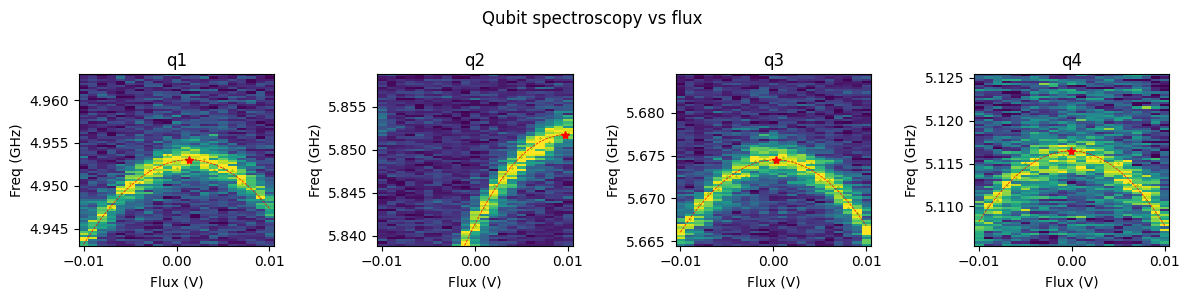 Qubit spectroscopy vs flux
q1
q2
q3
q4
Freq (GHz)
4.960
4.955
4.950
4.945
−0.01
0.00
0.01
Flux (V)
Freq (GHz)
5.855
5.850
5.845
5.840
−0.01
0.00
0.01
Flux (V)
Freq (GHz)
5.680
5.675
5.670
5.665
−0.01
0.00
0.01
Flux (V)
Freq (GHz)
5.125
5.120
5.115
5.110
−0.01
0.00
0.01
Flux (V)